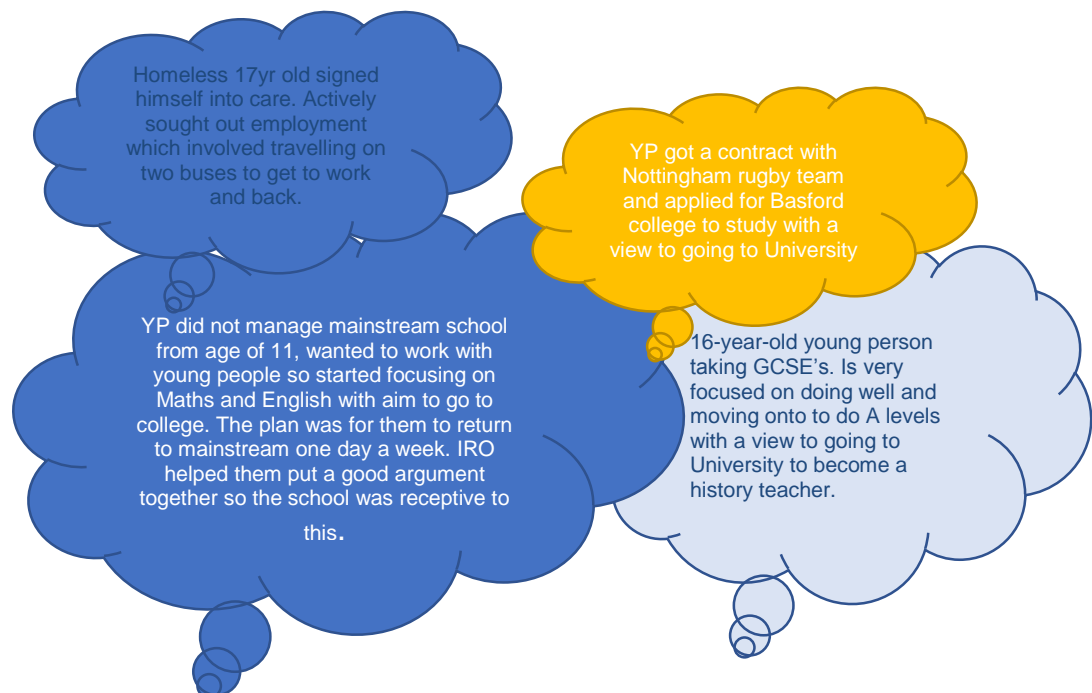 Homeless 17yr old signed
himself into care. Actively
sought out employment
which involved travelling on
two buses to get to work
and back.
YP got a contract with
Nottingham rugby team
and applied for Basford
college to study with a
view to going to University
YP did not manage mainstream school
from age of 11, wanted to work with
young people so started focusing on
Maths and English with aim to go to
college. The plan was for them to return
to mainstream one day a week. IRO
helped them put a good argument
together so the school was receptive to
this.
16-year-old young person
taking GCSE's. Is very
focused on doing well and
moving onto to do A levels
with a view to going to
University to become a
history teacher.